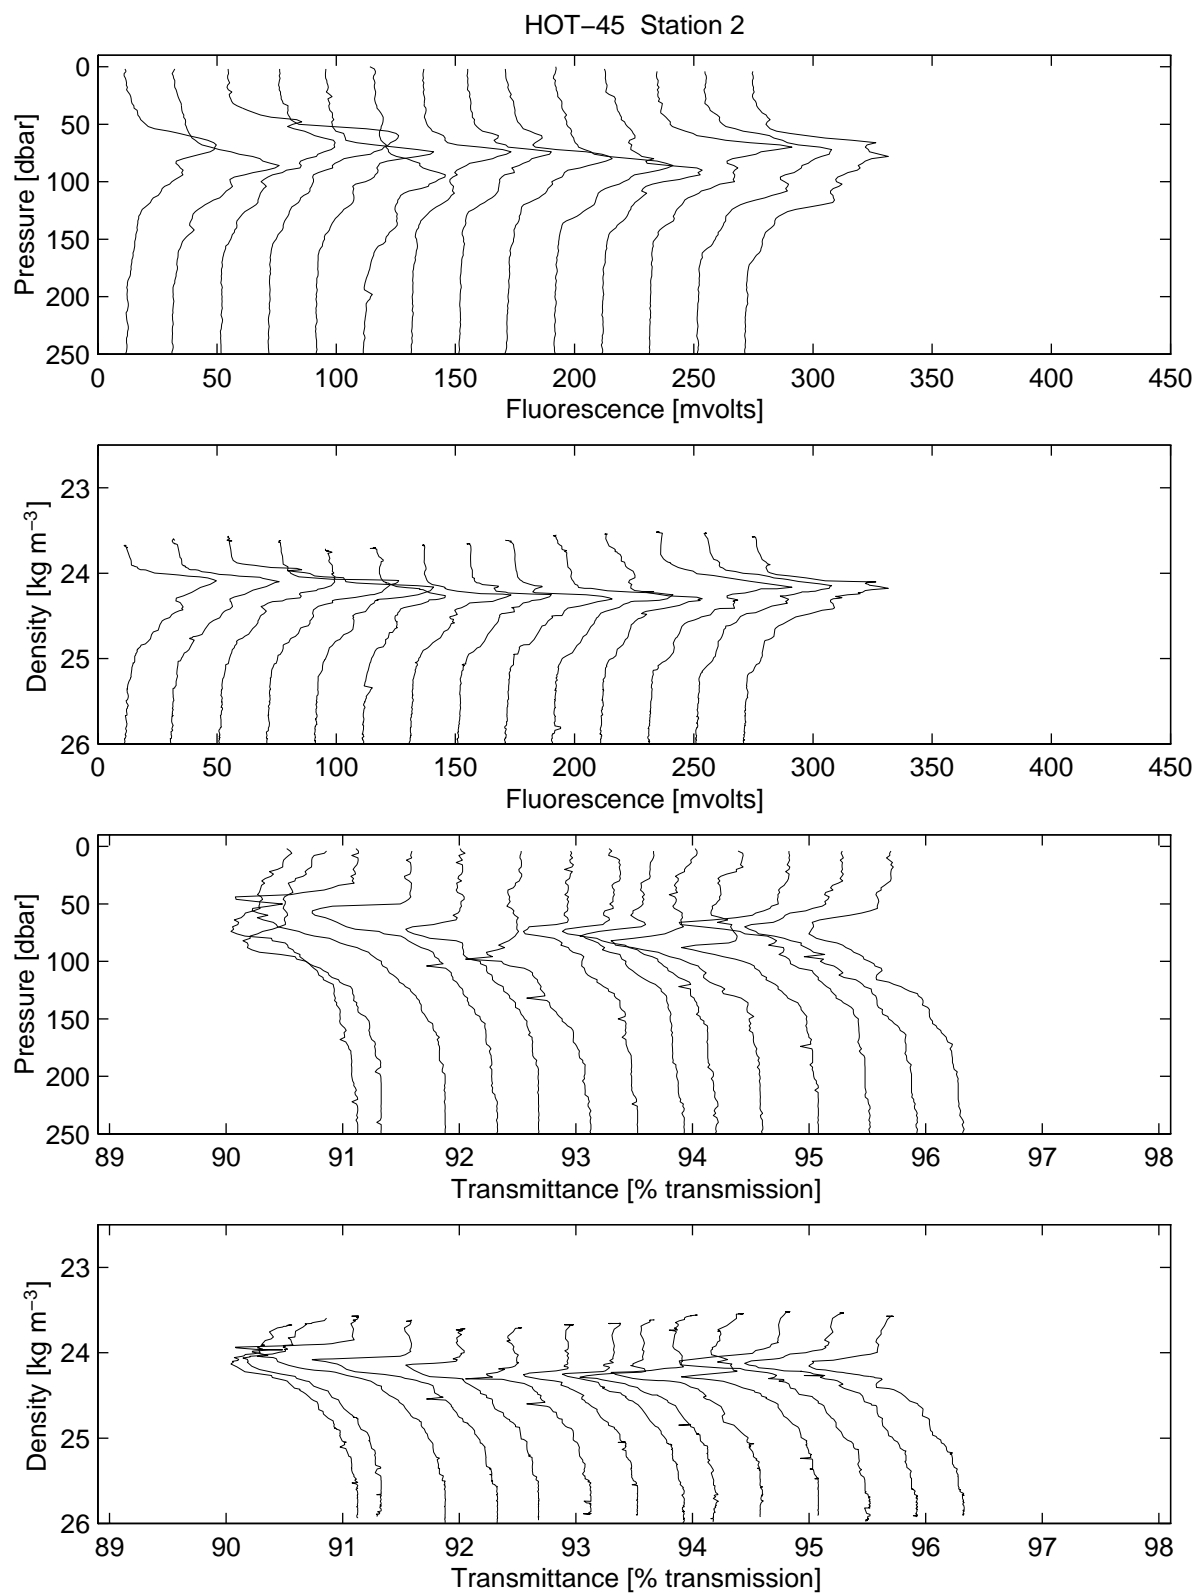 HOT−45 Station 2
0
50
100
150
200
250
Pressure [dbar]
0 50 100 150 200 250 300 350 400 450
Fluorescence [mvolts]
23
24
25
26
Density [kg m−3]
0 50 100 150 200 250 300 350 400 450
Fluorescence [mvolts]
0
50
100
150
200
250
Pressure [dbar]
89 90 91 92 93 94 95 96 97 98
Transmittance [% transmission]
23
24
25
26
Density [kg m−3]
89 90 91 92 93 94 95 96 97 98
Transmittance [% transmission]